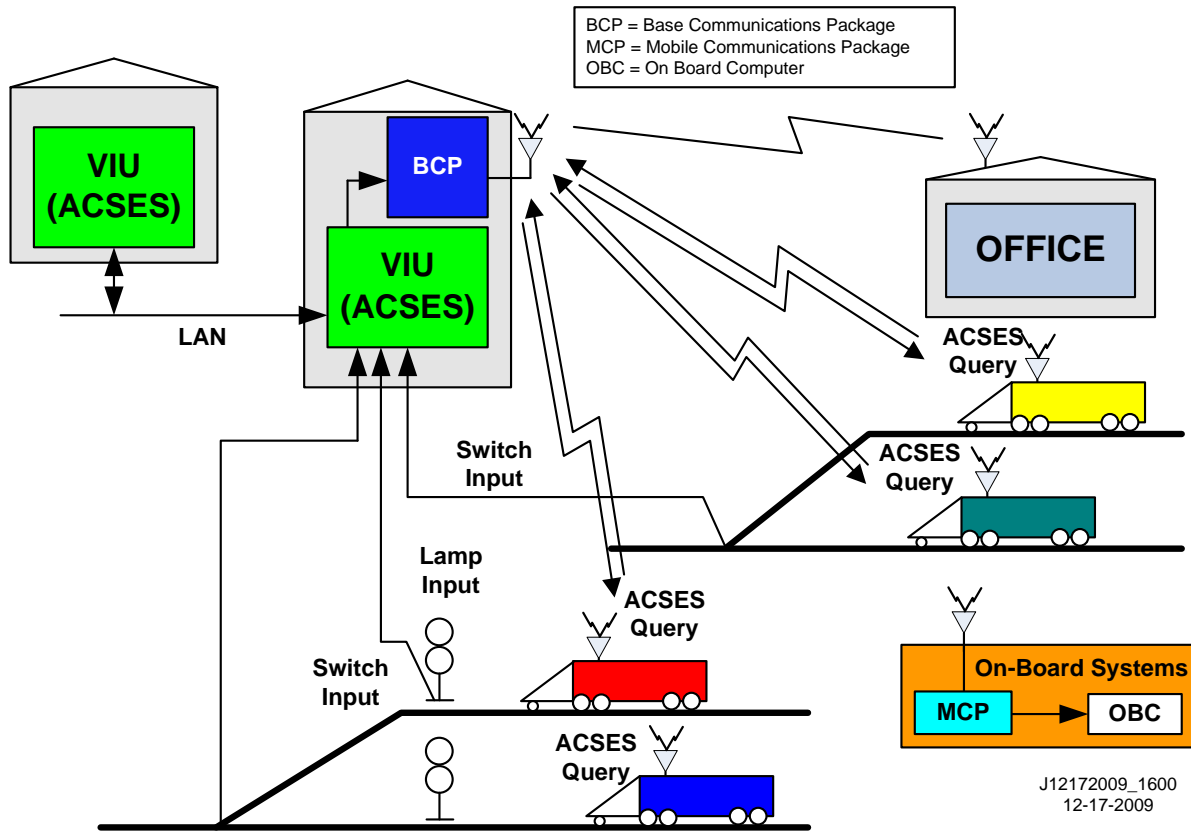 BCP = Base Communications Package
MCP = Mobile Communications Package
OBC = On Board Computer
VIU
(ACSES)
BCP
VIU
(ACSES)
LAN
OFFICE
ACSES
Query
Switch
Input
ACSES
Query
Lamp
Input
ACSES
Query
Switch
Input
On-Board Systems
MCP
OBC
ACSES
Query
J12172009_1600
12-17-2009